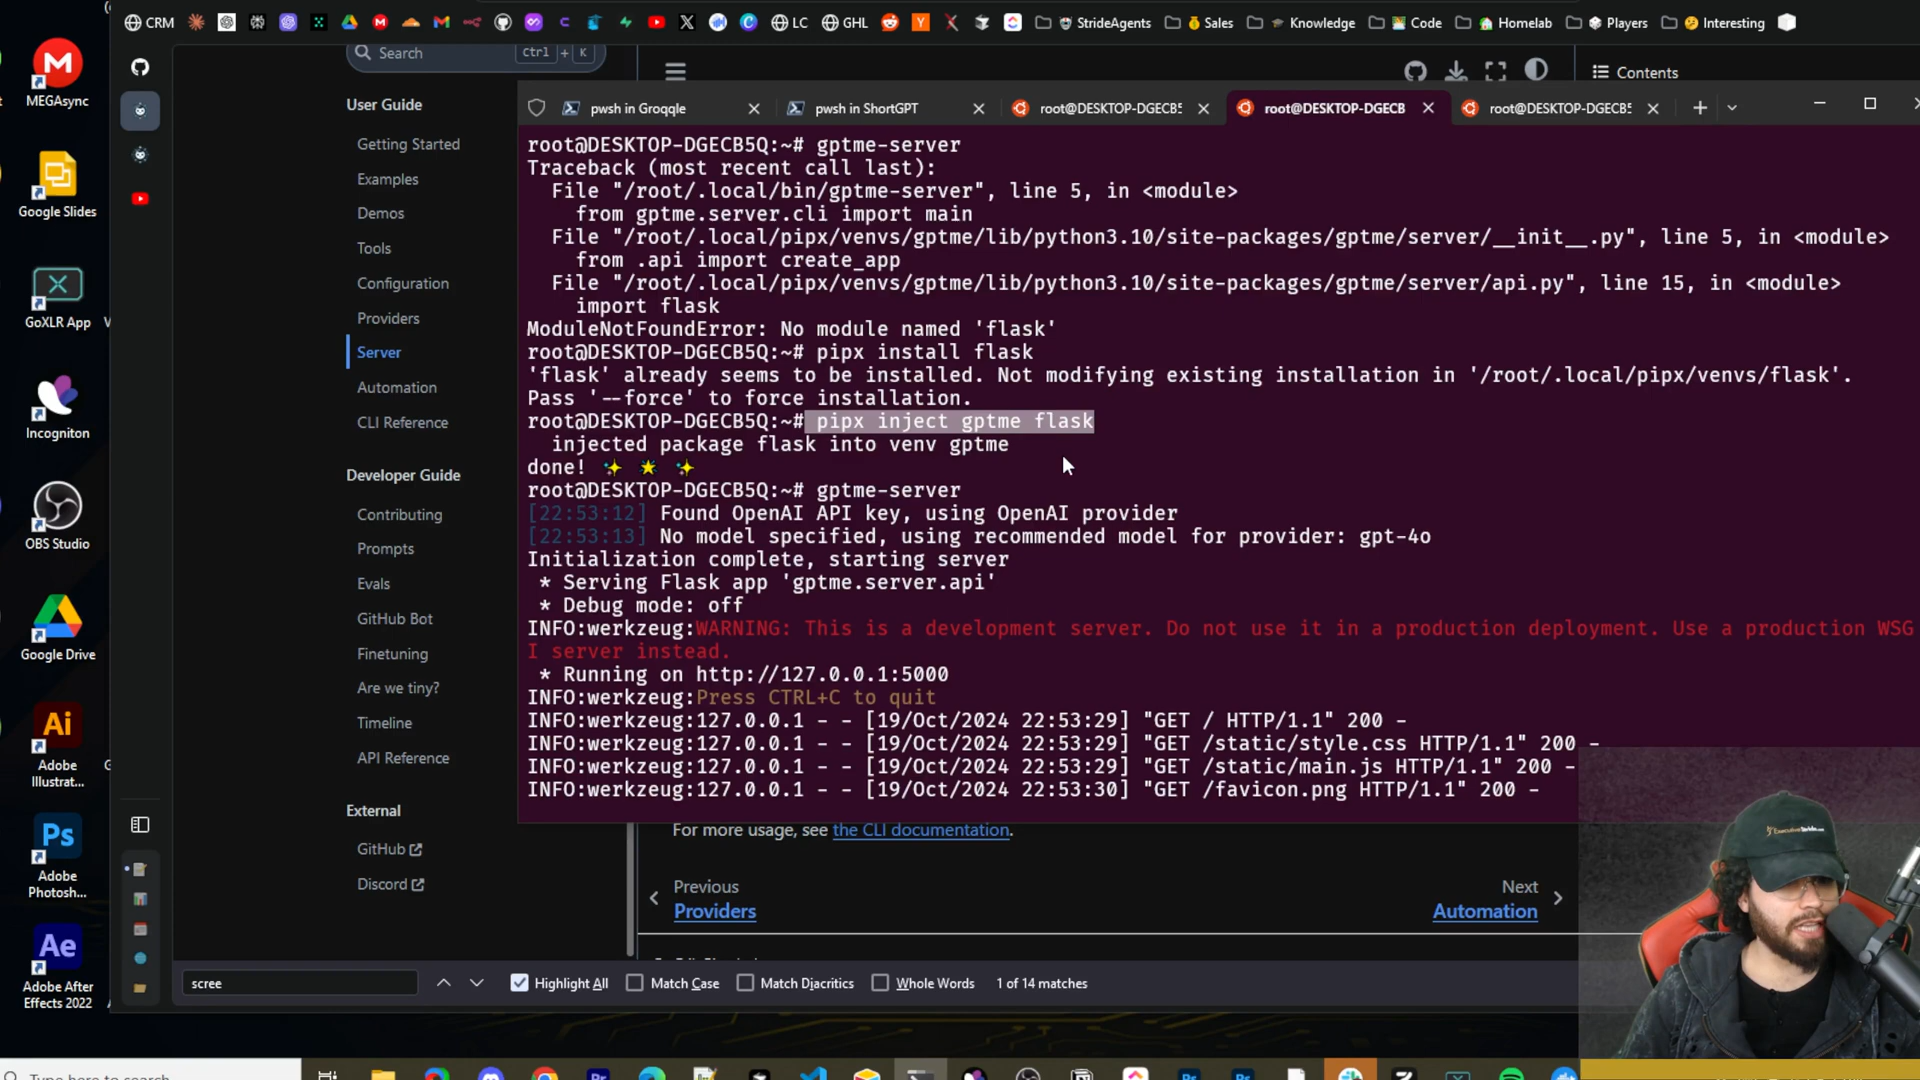 CRM
LC
GHL
StrideAgents
Sales
Knowledge
Code
Homelab
Players
Interesting
MEGAsync
Google Slides
GoXLR App
Incogniton
OBS Studio
Google Drive
Adobe
Illustrat...
Adobe
Photosh...
Adobe After
Effects 2022
Search
Ctrl + K
User Guide
Getting Started
Examples
Demos
Tools
Configuration
Providers
Server
Automation
CLI Reference
Developer Guide
Contributing
Prompts
Evals
GitHub Bot
Finetuning
Are we tiny?
Timeline
API Reference
External
GitHub
Discord
Contents
pwsh in Groqqle
pwsh in ShortGPT
root@DESKTOP-DGECB5
root@DESKTOP-DGECB
root@DESKTOP-DGECB5
root@DESKTOP-DGECB5Q:~# gptme-server
Traceback (most recent call last):
File "/root/.local/bin/gptme-server", line 5, in <module>
from gptme.server.cli import main
File "/root/.local/pipx/venvs/gptme/lib/python3.10/site-packages/gptme/server/__init__.py", line 5, in <module>
from .api import create_app
File "/root/.local/pipx/venvs/gptme/lib/python3.10/site-packages/gptme/server/api.py", line 15, in <module>
import flask
ModuleNotFoundError: No module named 'flask'
root@DESKTOP-DGECB5Q:~# pipx install flask
'flask' already seems to be installed. Not modifying existing installation in '/root/.local/pipx/venvs/flask'.
Pass '--force' to force installation.
root@DESKTOP-DGECB5Q:~# pipx inject gptme flask
injected package flask into venv gptme
done! ✨ 🌟 ✨
root@DESKTOP-DGECB5Q:~# gptme-server
[22:53:12] Found OpenAI API key, using OpenAI provider
[22:53:13] No model specified, using recommended model for provider: gpt-4o
Initialization complete, starting server
* Serving Flask app 'gptme.server.api'
* Debug mode: off
INFO:werkzeug:WARNING: This is a development server. Do not use it in a production deployment. Use a production WSG
I server instead.
* Running on http://127.0.0.1:5000
INFO:werkzeug:Press CTRL+C to quit
INFO:werkzeug:127.0.0.1 - - [19/Oct/2024 22:53:29] "GET / HTTP/1.1" 200 -
INFO:werkzeug:127.0.0.1 - - [19/Oct/2024 22:53:29] "GET /static/style.css HTTP/1.1" 200 -
INFO:werkzeug:127.0.0.1 - - [19/Oct/2024 22:53:29] "GET /static/main.js HTTP/1.1" 200 -
INFO:werkzeug:127.0.0.1 - - [19/Oct/2024 22:53:30] "GET /favicon.png HTTP/1.1" 200 -
For more usage, see the CLI documentation.
Previous
Providers
Next
Automation
scree
Highlight All
Match Case
Match Diacritics
Whole Words
1 of 14 matches
Type here to search